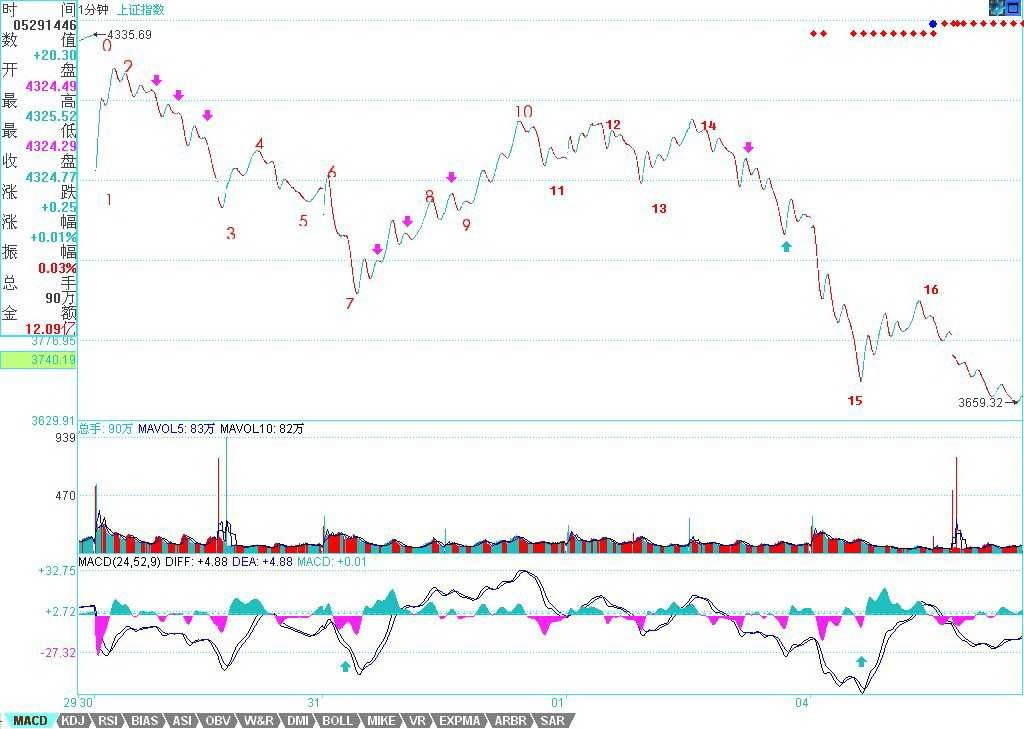 时 间 1分钟 上证指数
05291446
数 值
+20.30
开 盘
4324.49
最 高
4325.52
最 低
4324.29
收 盘
4324.77
涨 跌
+0.25
涨 幅
+0.01%
振 幅
0.03%
总 手
90万
金 额
12.09亿
3776.95
3740.19
3629.91
4335.69
0
2
1
3
4
5
6
7
8
9
10
11
12
13
14
15
16
3659.32
总手: 90万 MAVOL5: 83万 MAVOL10: 82万
939
470
MACD(24,52,9) DIFF: +4.88 DEA: +4.88 MACD: +0.01
+32.75
+2.72
-27.32
29 30 31 01 04
MACD KDJ RSI BIAS ASI OBV W&R DMI BOLL MIKE VR EXPMA ARBR SAR